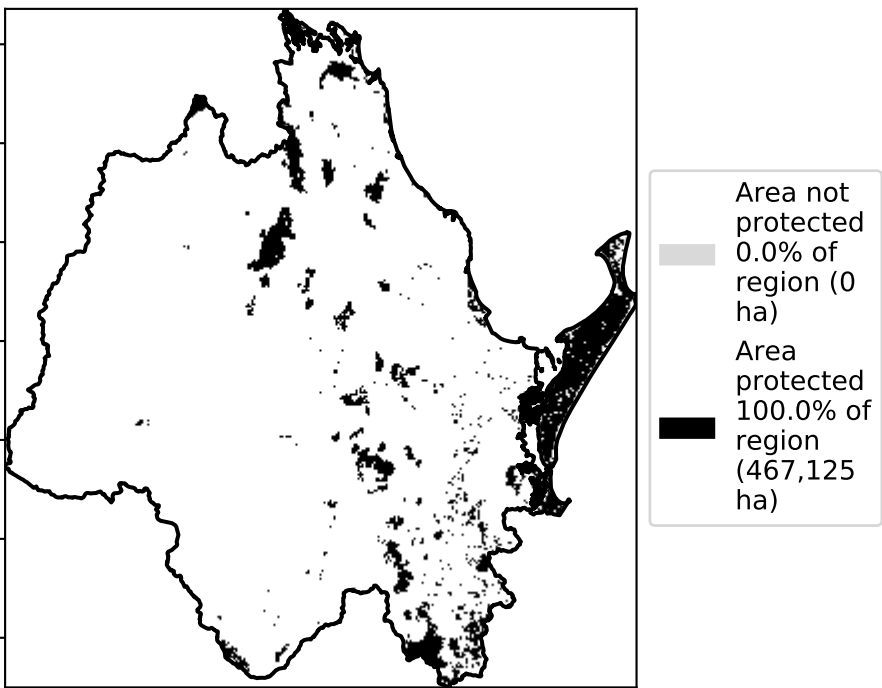 Area not
protected
0.0% of
region (0
ha)
Area
protected
100.0% of
region
(467,125
ha)